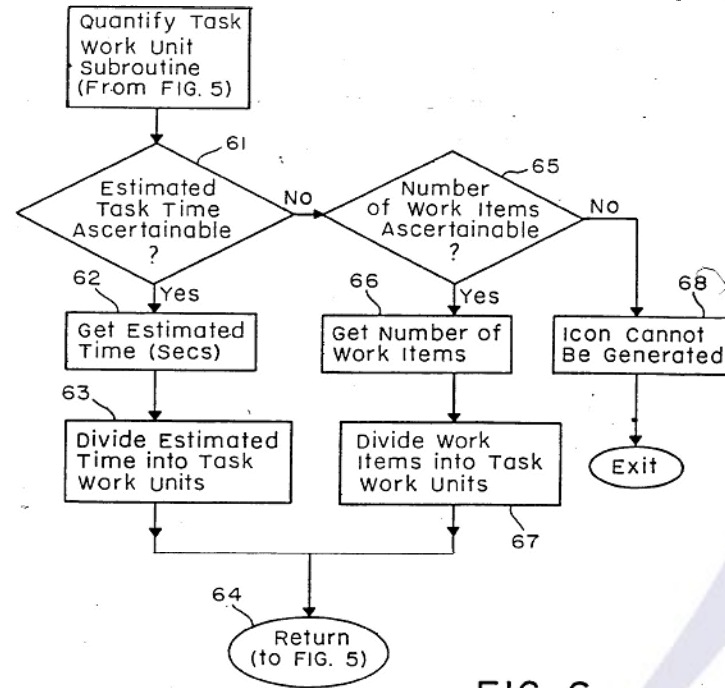 Quantify Task
Work Unit
Subroutine
(From FIG. 5)
61
Estimated
Task Time
Ascertainable
?
No
65
Number
of Work Items
Ascertainable
?
No
62
Yes
Get Estimated
Time (Secs)
66
Yes
Get Number of
Work Items
68
Icon Cannot
Be Generated
63
Divide Estimated
Time into Task
Work Units
Divide Work
Items into Task
Work Units
67
Exit
64
Return
(to FIG. 5)